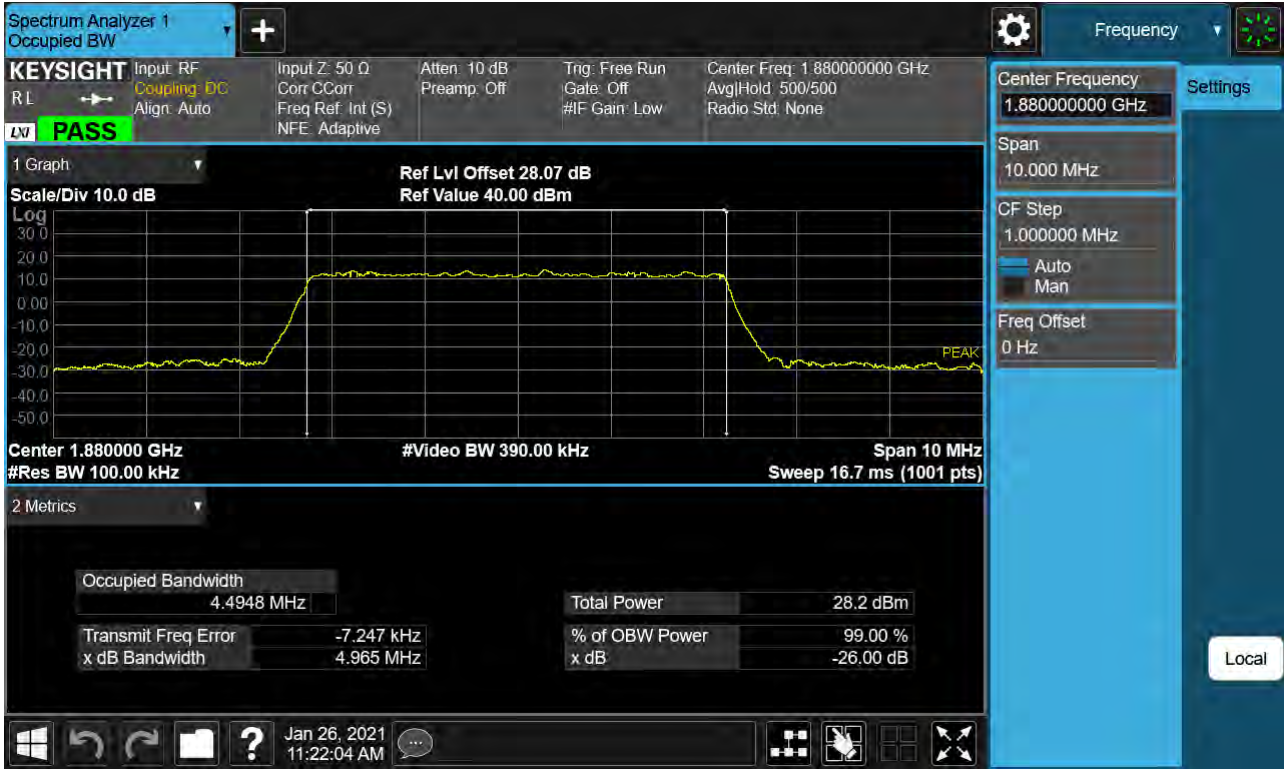 Spectrum Analyzer 1
Occupied BW
+
Frequency
KEYSIGHT
RL
LXI PASS
Input: RF
Coupling: DC
Align: Auto
Input Z: 50 Ω
Corr CCorr
Freq Ref: Int (S)
NFE: Adaptive
Atten: 10 dB
Preamp: Off
Trig: Free Run
Gate: Off
#IF Gain: Low
Center Freq: 1.880000000 GHz
Avg|Hold: 500/500
Radio Std: None
1 Graph
Scale/Div 10.0 dB
Ref Lvl Offset 28.07 dB
Ref Value 40.00 dBm
Log
30.0
20.0
10.0
0.00
-10.0
-20.0
-30.0
-40.0
-50.0
PEAK
Center 1.880000 GHz
#Video BW 390.00 kHz
Span 10 MHz
#Res BW 100.00 kHz
Sweep 16.7 ms (1001 pts)
2 Metrics
Occupied Bandwidth
4.4948 MHz
Total Power 28.2 dBm
Transmit Freq Error -7.247 kHz
% of OBW Power 99.00 %
x dB Bandwidth 4.965 MHz
x dB -26.00 dB
Center Frequency
1.880000000 GHz
Settings
Span
10.000 MHz
CF Step
1.000000 MHz
Auto
Man
Freq Offset
0 Hz
Local
?
Jan 26, 2021
11:22:04 AM